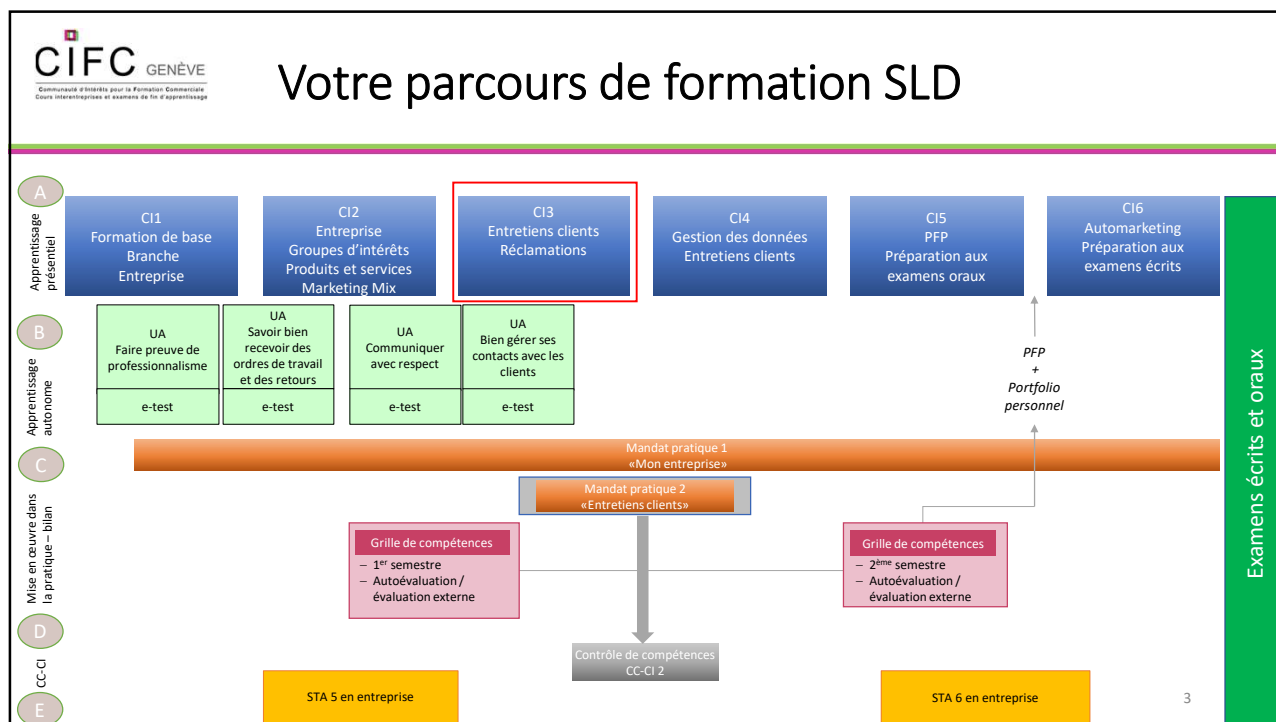 CIFC GENÈVE
Communauté d'Intérêts pour la Formation Commerciale
Cours interentreprises et examens de fin d'apprentissage
Votre parcours de formation SLD
A
Apprentissage
présentiel
CI1
Formation de base
Branche
Entreprise
CI2
Entreprise
Groupes d'intérêts
Produits et services
Marketing Mix
CI3
Entretiens clients
Réclamations
CI4
Gestion des données
Entretiens clients
CI5
PFP
Préparation aux
examens oraux
CI6
Automarketing
Préparation aux
examens écrits
Examens écrits et oraux
B
Apprentissage
autonome
UA
Faire preuve de
professionnalisme
e-test
UA
Savoir bien
recevoir des
ordres de travail
et des retours
e-test
UA
Communiquer
avec respect
e-test
UA
Bien gérer ses
contacts avec les
clients
e-test
PFP
+
Portfolio
personnel
C
Mise en œuvre dans
la pratique – bilan
Mandat pratique 1
«Mon entreprise»
Mandat pratique 2
«Entretiens clients»
Grille de compétences
– 1er semestre
– Autoévaluation /
évaluation externe
Grille de compétences
– 2ème semestre
– Autoévaluation /
évaluation externe
D
CC-CI
Contrôle de compétences
CC-CI 2
E
STA 5 en entreprise
STA 6 en entreprise
3